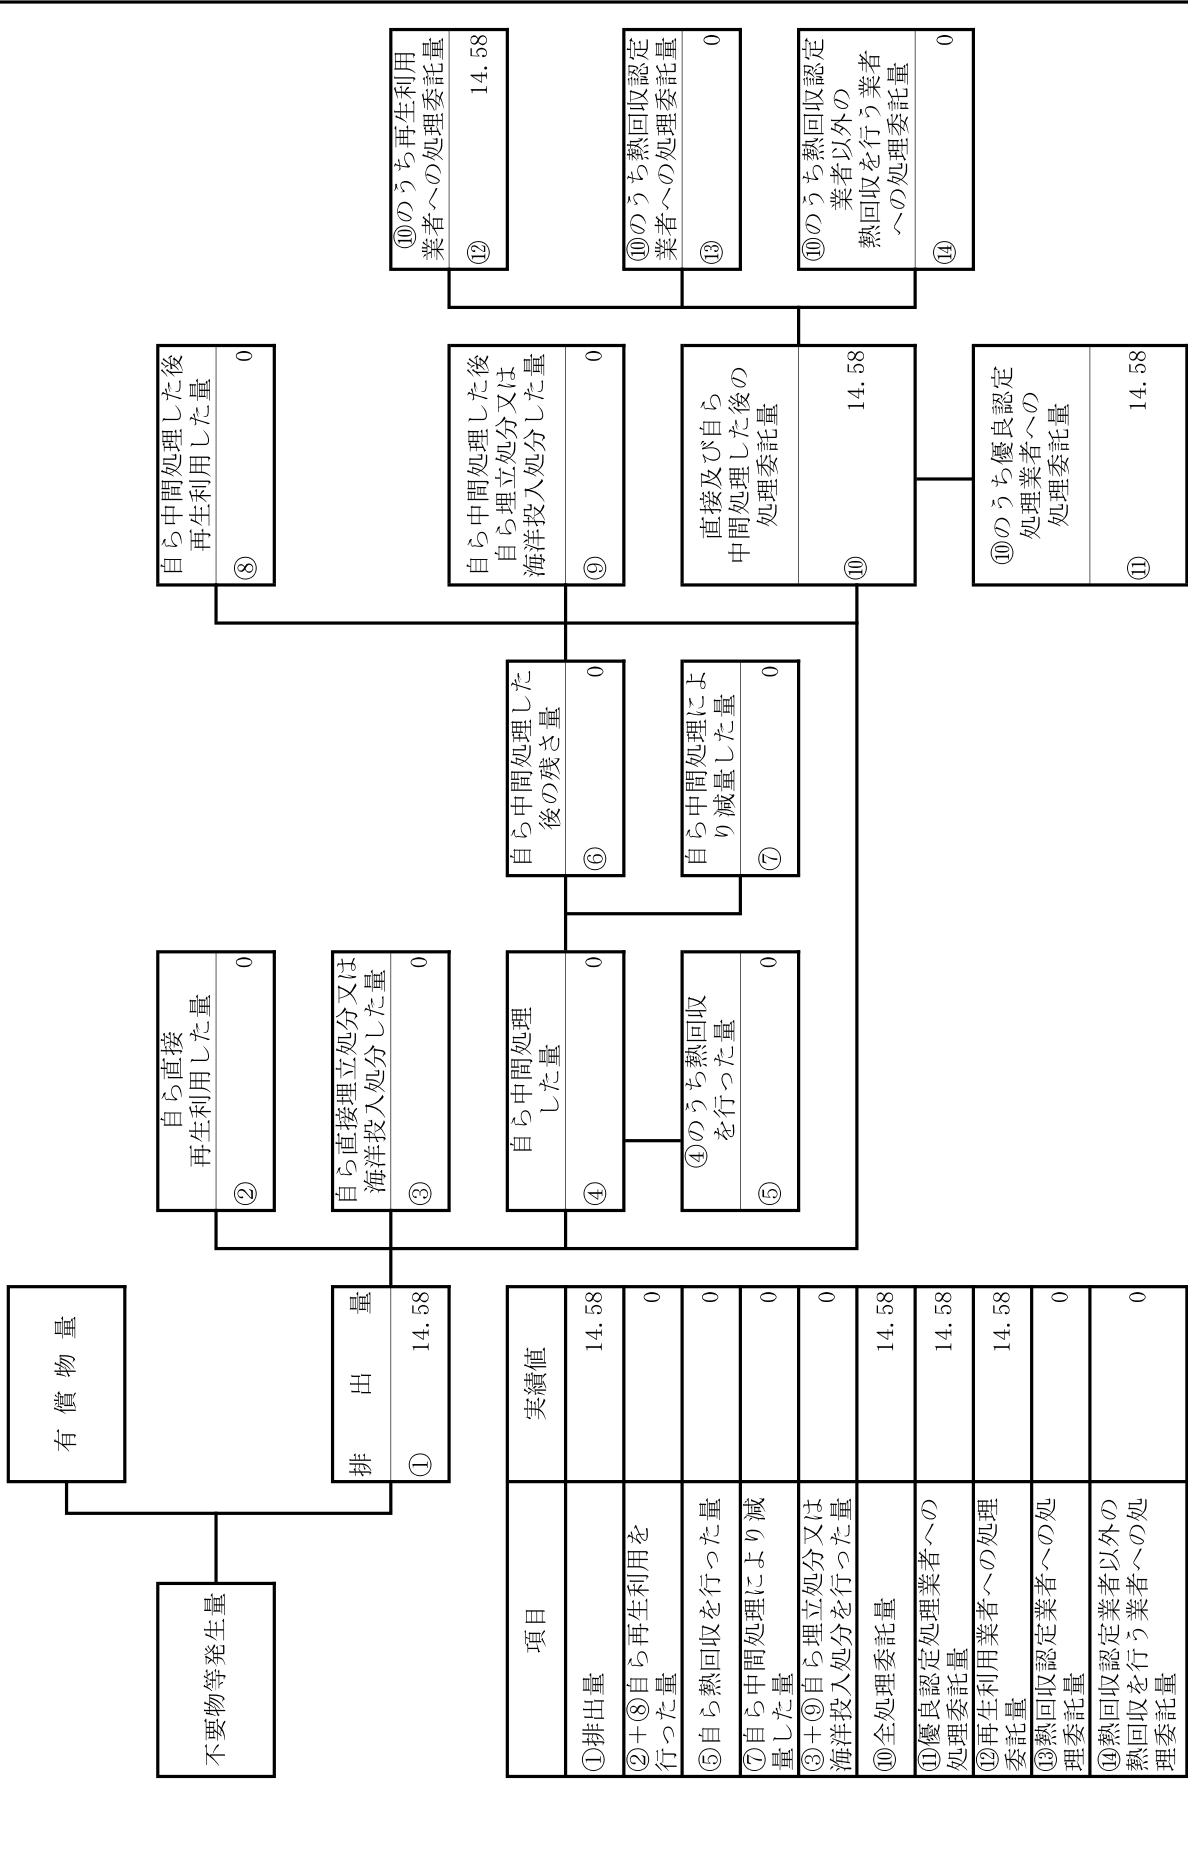 有償物量
不要物等発生量
排出量
① 14.58
自ら直接
再生利用した量
② 0
自ら直接埋立処分又は
海洋投入処分した量
③ 0
自ら中間処理
した量
④ 0
④のうち熱回収
を行った量
⑤ 0
自ら中間処理した
後の残さ量
⑥ 0
自ら中間処理によ
り減量した量
⑦ 0
自ら中間処理した後
再生利用した量
⑧ 0
自ら中間処理した後
自ら埋立処分又は
海洋投入処分した量
⑨ 0
直接及び自ら
中間処理した後の
処理委託量
⑩ 14.58
⑩のうち優良認定
処理業者への
処理委託量
⑪ 14.58
⑩のうち再生利用
業者への処理委託量
⑫ 14.58
⑩のうち熱回収認定
業者への処理委託量
⑬ 0
⑩のうち熱回収認定
業者以外の
熱回収を行う業者
への処理委託量
⑭ 0
項目 実績値
①排出量 14.58
②＋⑧自ら再生利用を
行った量 0
⑤自ら熱回収を行った量 0
⑦自ら中間処理により減
量した量 0
③＋⑨自ら埋立処分又は
海洋投入処分を行った量 0
⑩全処理委託量 14.58
⑪優良認定処理業者への
処理委託量 14.58
⑫再生利用業者への処理
委託量 14.58
⑬熱回収認定業者への処
理委託量 0
⑭熱回収認定業者以外の
熱回収を行う業者への処
理委託量 0